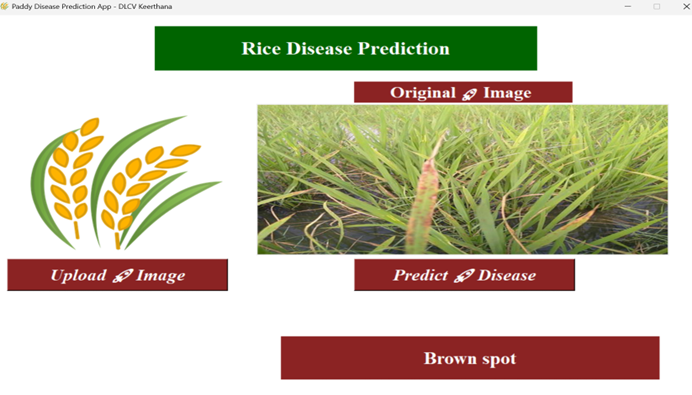 Paddy Disease Prediction App - DLCV Keerthana
Rice Disease Prediction
Original Image
Upload Image
Predict Disease
Brown spot